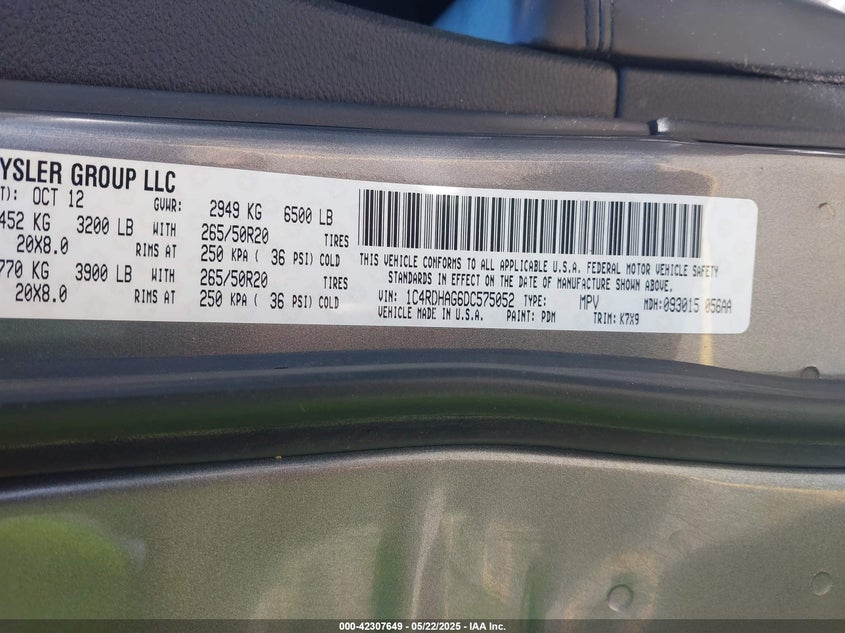 YSLER GROUP LLC
T): OCT 12 GVWR: 2949 KG 6500 LB
452 KG 3200 LB WITH 265/50R20 TIRES
20X8.0 RIMS AT 250 KPA ( 36 PSI) COLD
770 KG 3900 LB WITH 265/50R20 TIRES
20X8.0 RIMS AT 250 KPA ( 36 PSI) COLD
THIS VEHICLE CONFORMS TO ALL APPLICABLE U.S.A. FEDERAL MOTOR VEHICLE SAFETY
STANDARDS IN EFFECT ON THE DATE OF MANUFACTURE SHOWN ABOVE.
VIN: 1C4RDHAG6DC575052 TYPE: MPV MDH: 093015 056AA
VEHICLE MADE IN U.S.A. PAINT: PDM TRIM: K7X9
000-42307649 — 05/22/2025 — IAA Inc.